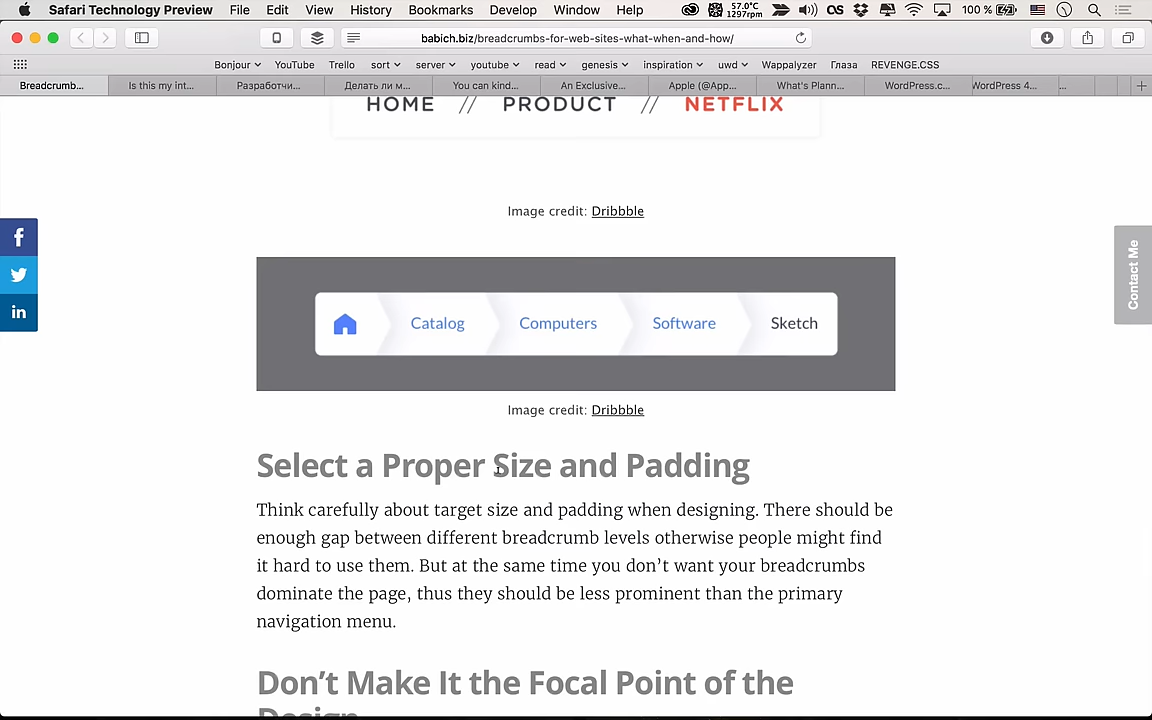 Safari Technology Preview File Edit View History Bookmarks Develop Window Help 57.0°C 1297rpm 100 %
babich.biz/breadcrumbs-for-web-sites-what-when-and-how/
Bonjour YouTube Trello sort server youtube read genesis inspiration uwd Wappalyzer Глаза REVENGE.CSS
Breadcrumb... Is this my int... Разработчи... Делать ли м... You can kind... An Exclusive... Apple (@App... What's Plann... WordPress.c... WordPress 4... ...
HOME // PRODUCT // NETFLIX
Image credit: Dribbble
Catalog Computers Software Sketch
Image credit: Dribbble
Contact Me
Select a Proper Size and Padding
Think carefully about target size and padding when designing. There should be
enough gap between different breadcrumb levels otherwise people might find
it hard to use them. But at the same time you don’t want your breadcrumbs
dominate the page, thus they should be less prominent than the primary
navigation menu.
Don’t Make It the Focal Point of the
Design